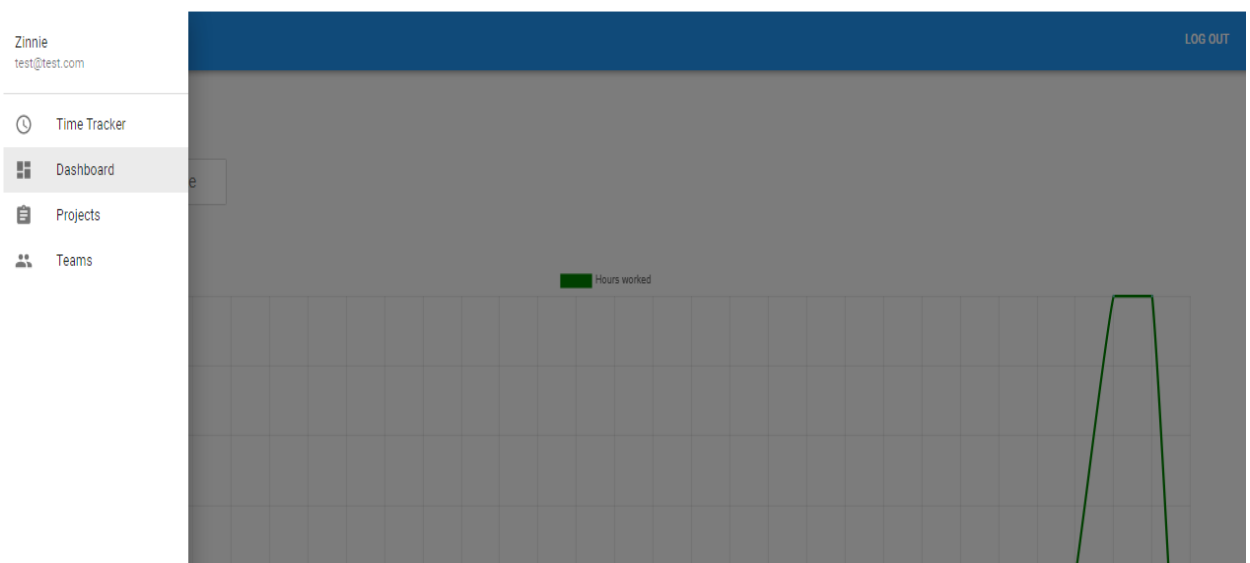 Zinnie
test@test.com
LOG OUT
Time Tracker
Dashboard
e
Projects
Teams
Hours worked